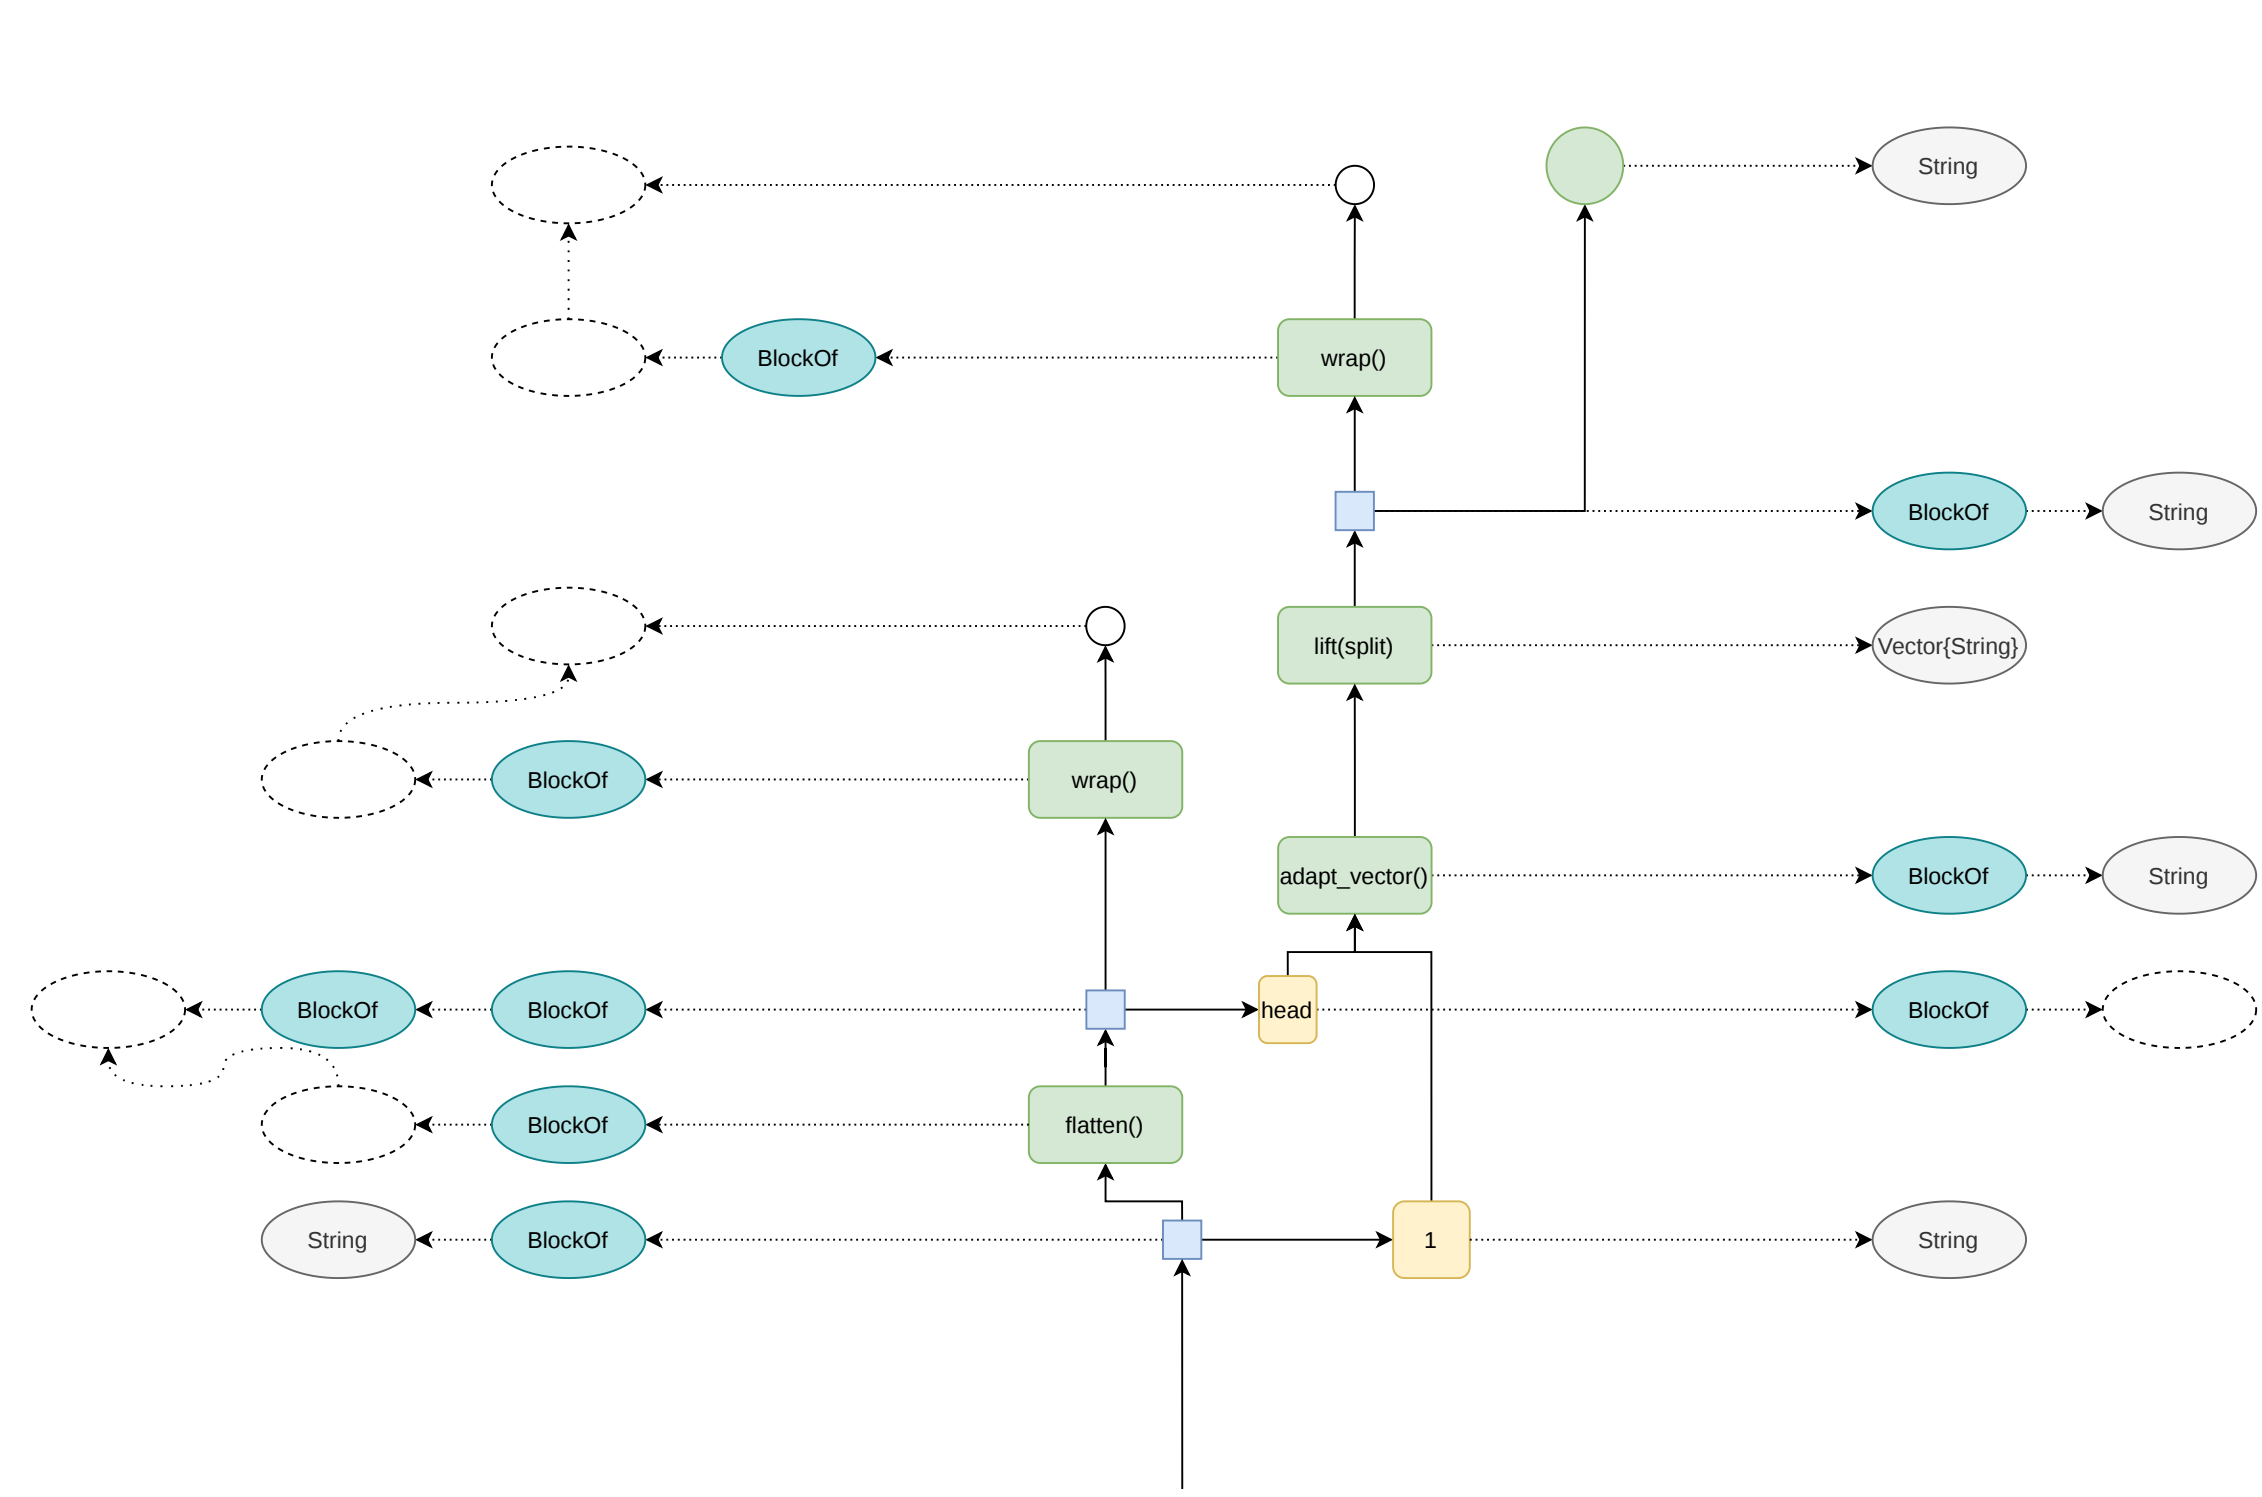 String
BlockOf
wrap()
BlockOf
String
lift(split)
Vector{String}
BlockOf
wrap()
adapt_vector()
BlockOf
String
BlockOf
BlockOf
head
BlockOf
BlockOf
flatten()
String
BlockOf
1
String